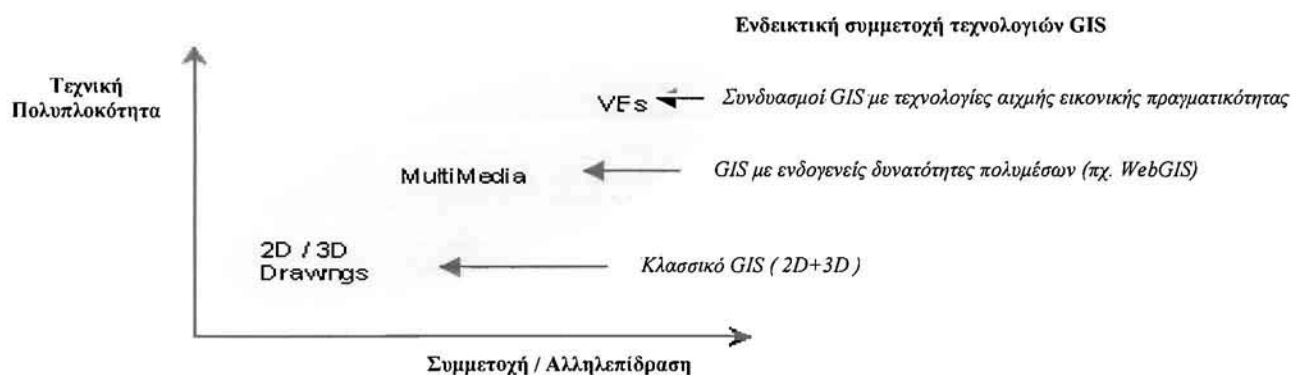 Ενδεικτική συμμετοχή τεχνολογιών GIS
Τεχνική
Πολυπλοκότητα
VEs
Συνδυασμοί GIS με τεχνολογίες αιχμής εικονικής πραγματικότητας
MultiMedia
GIS με ενδογενείς δυνατότητες πολυμέσων (πχ. WebGIS)
2D / 3D
Drawings
Κλασσικό GIS ( 2D+3D )
Συμμετοχή / Αλληλεπίδραση